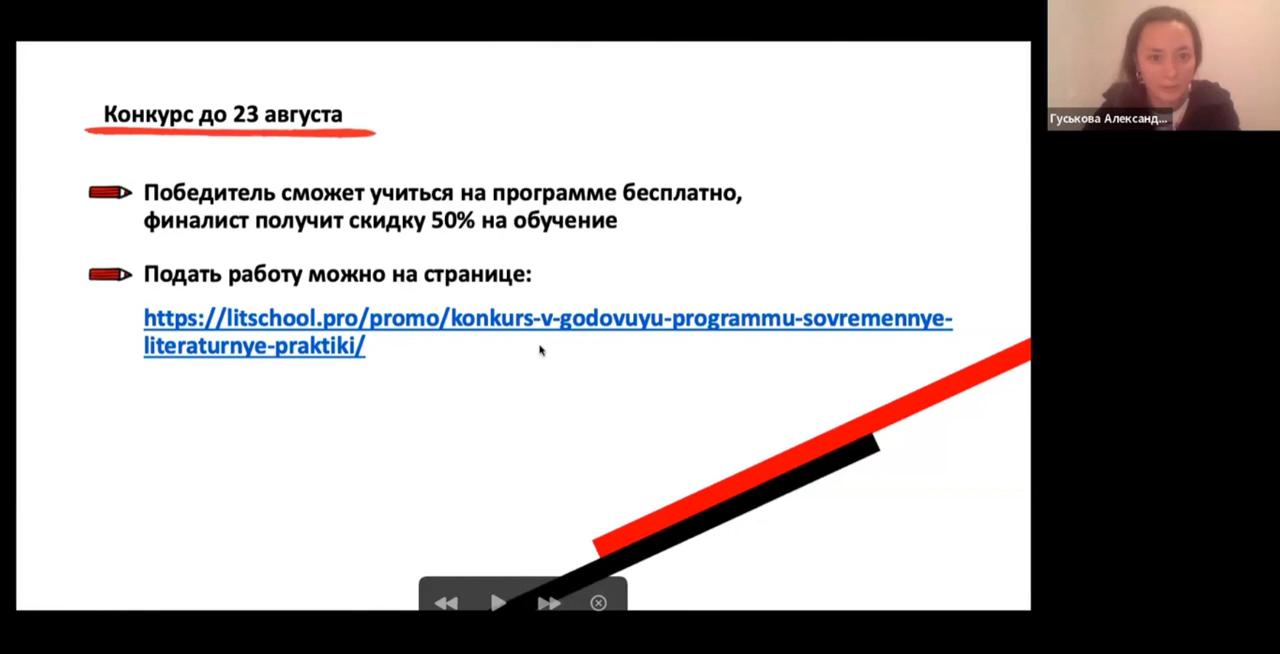 Конкурс до 23 августа
Победитель сможет учиться на программе бесплатно,
финалист получит скидку 50% на обучение
Подать работу можно на странице:
https://litschool.pro/promo/konkurs-v-godovuyu-programmu-sovremennye-
literaturnye-praktiki/
Гуськова Александ...